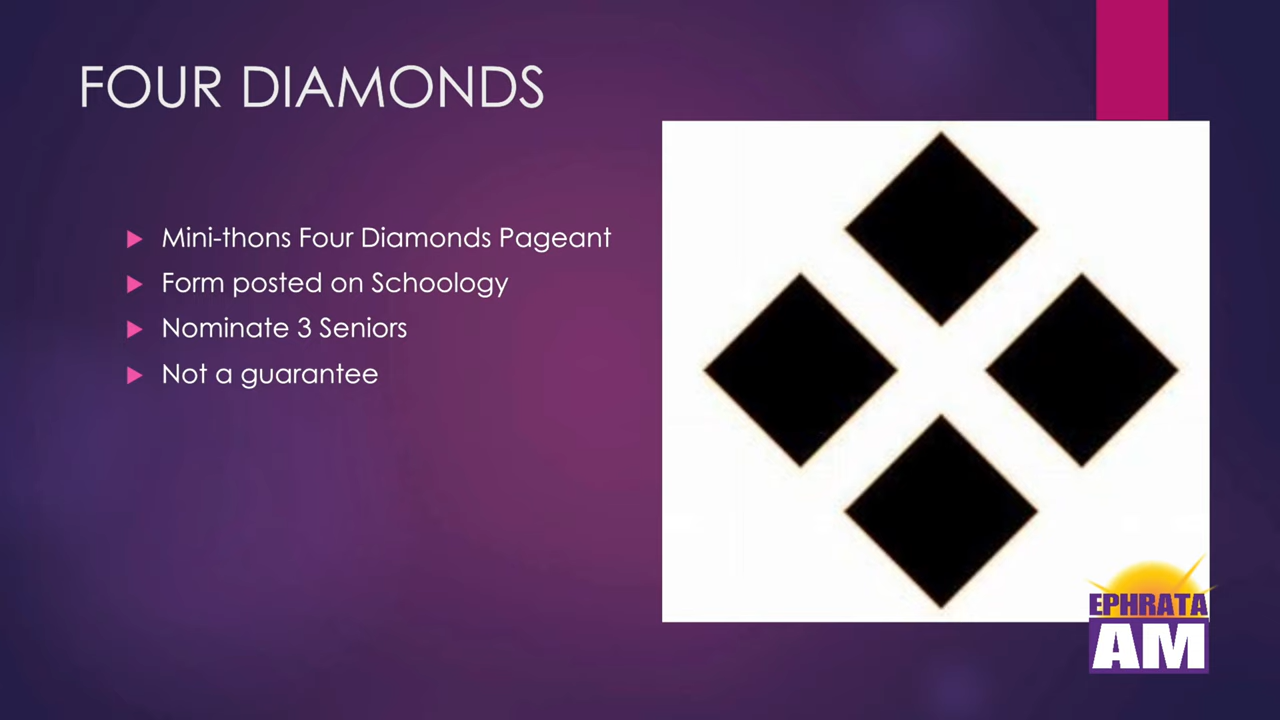 FOUR DIAMONDS
Mini-thons Four Diamonds Pageant
Form posted on Schoology
Nominate 3 Seniors
Not a guarantee
EPHRATA
AM